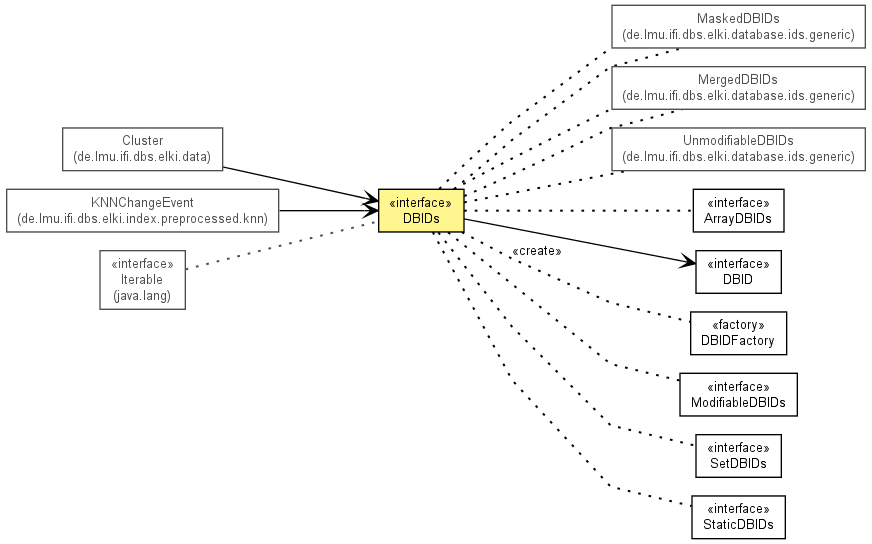 MaskedDBIDs
(de.lmu.ifi.dbs.elki.database.ids.generic)
MergedDBIDs
(de.lmu.ifi.dbs.elki.database.ids.generic)
Cluster
(de.lmu.ifi.dbs.elki.data)
UnmodifiableDBIDs
(de.lmu.ifi.dbs.elki.database.ids.generic)
KNNChangeEvent
(de.lmu.ifi.dbs.elki.index.preprocessed.knn)
«interface»
DBIDs
«interface»
ArrayDBIDs
«interface»
Iterable
(java.lang)
«create»
«interface»
DBID
«factory»
DBIDFactory
«interface»
ModifiableDBIDs
«interface»
SetDBIDs
«interface»
StaticDBIDs